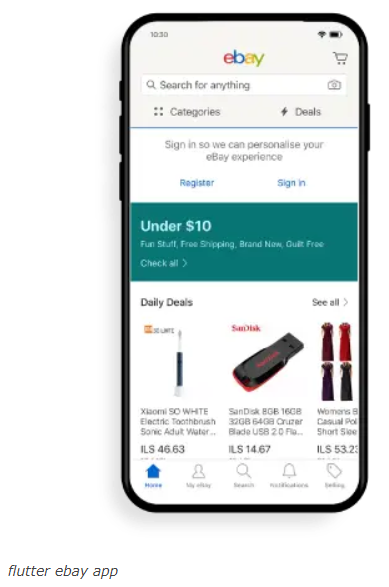 10:30
ebay
Search for anything
Categories
Deals
Sign in so we can personalise your
eBay experience
Register
Sign in
Under $10
Fun Stuff, Free Shipping, Brand New, Guilt Free
Check all
Daily Deals
See all
SanDisk
Xiaomi SO WHITE
Electric Toothbrush
Sonic Adult Water...
SanDisk 8GB 16GB
32GB 64GB Cruzer
Blade USB 2.0 Fla...
Womens
Casual Pol
Short Slee
ILS 46.63
ILS 14.67
ILS 53.23
Home
My eBay
Search
Notifications
Selling
flutter ebay app